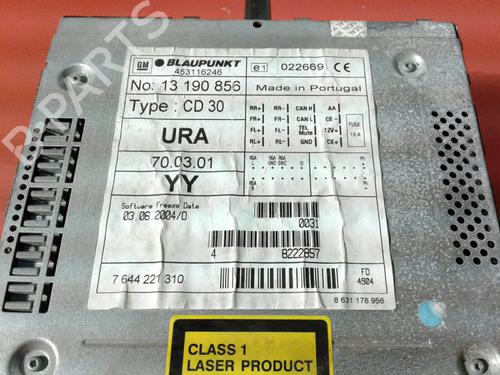 GM BLAUPUNKT
453116246
e1 022669 CE
No: 13 190 856
Made in Portugal
Type: CD 30
RR+ RR- CAN H AA
FR+ FR- CAN L CE-
FL+ FL- TEL Mute 12V+
RL+ RL- GND CE+
FUSE
15 A
URA
70.03.01
YY
Software Freeze Date
03.06.2004/D
0031
4 8222857
7 644 221 310
FD
4904
8 631 178 956
CLASS 1
LASER PRODUCT
PARTS